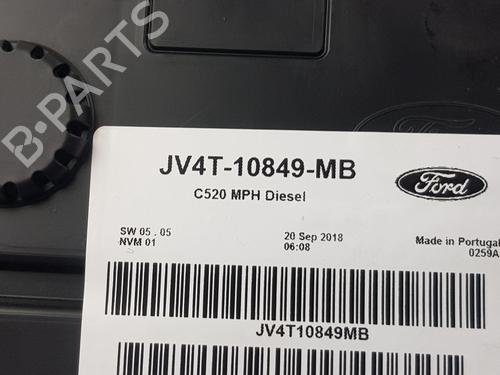 B-PARTS
JV4T-10849-MB
Ford
C520 MPH Diesel
SW 05 . 05
NVM 01
20 Sep 2018
06:08
Made in Portugal
0259A
JV4T10849MB